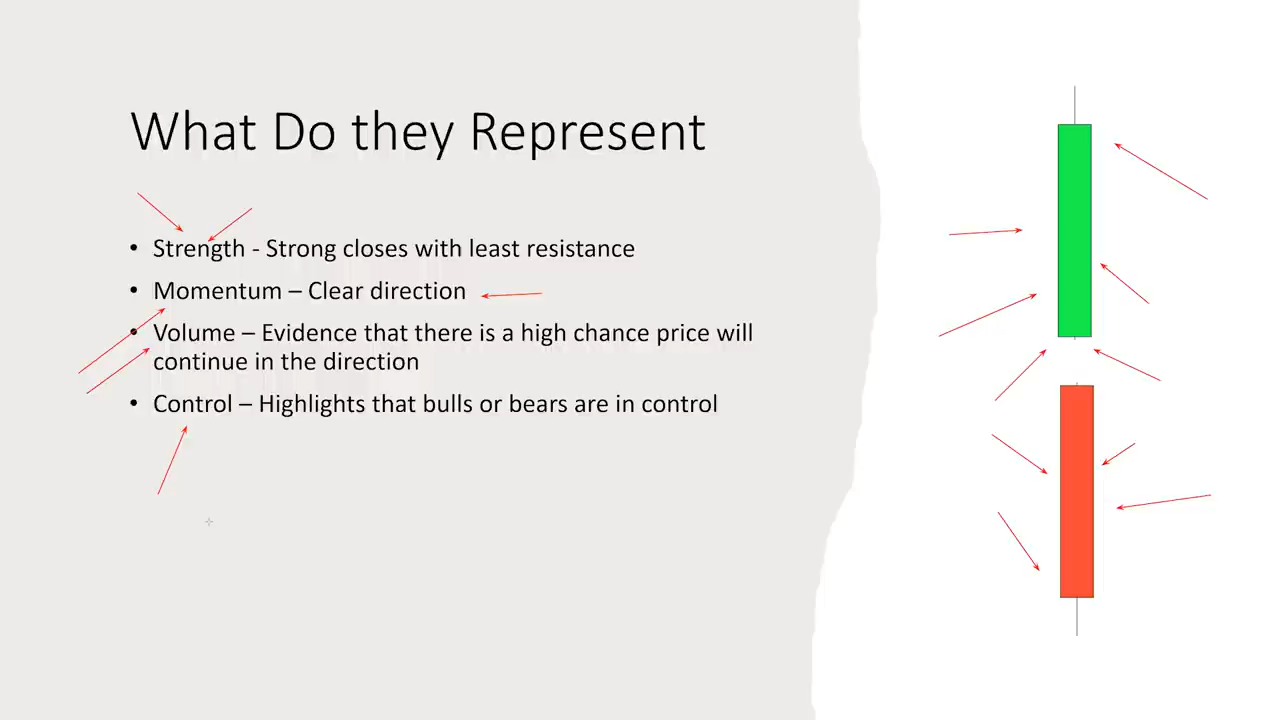 What Do they Represent
• Strength - Strong closes with least resistance
• Momentum – Clear direction
• Volume – Evidence that there is a high chance price will
continue in the direction
• Control – Highlights that bulls or bears are in control